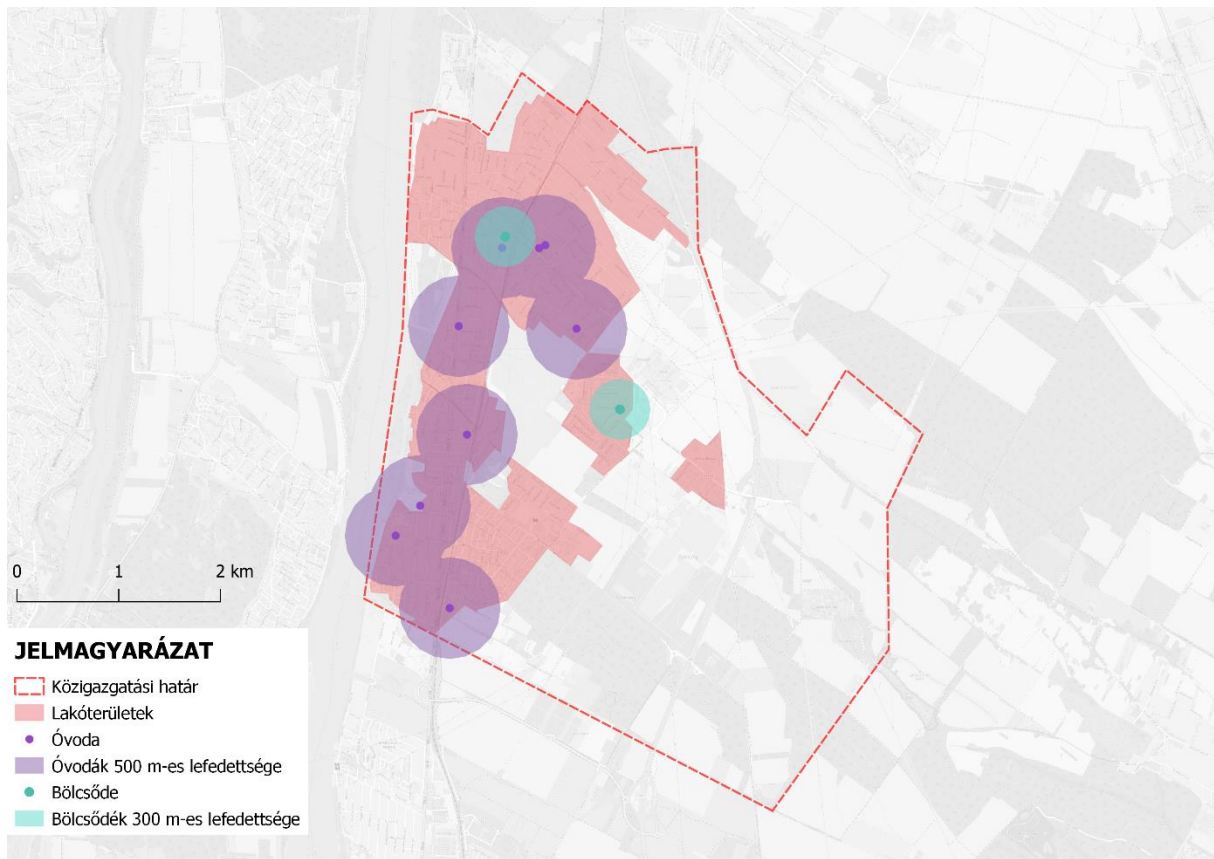 0 1 2 km
JELMAGYARÁZAT
Közigazgatási határ
Lakóterületek
Óvoda
Óvodák 500 m-es lefedettsége
Bölcsőde
Bölcsődék 300 m-es lefedettsége